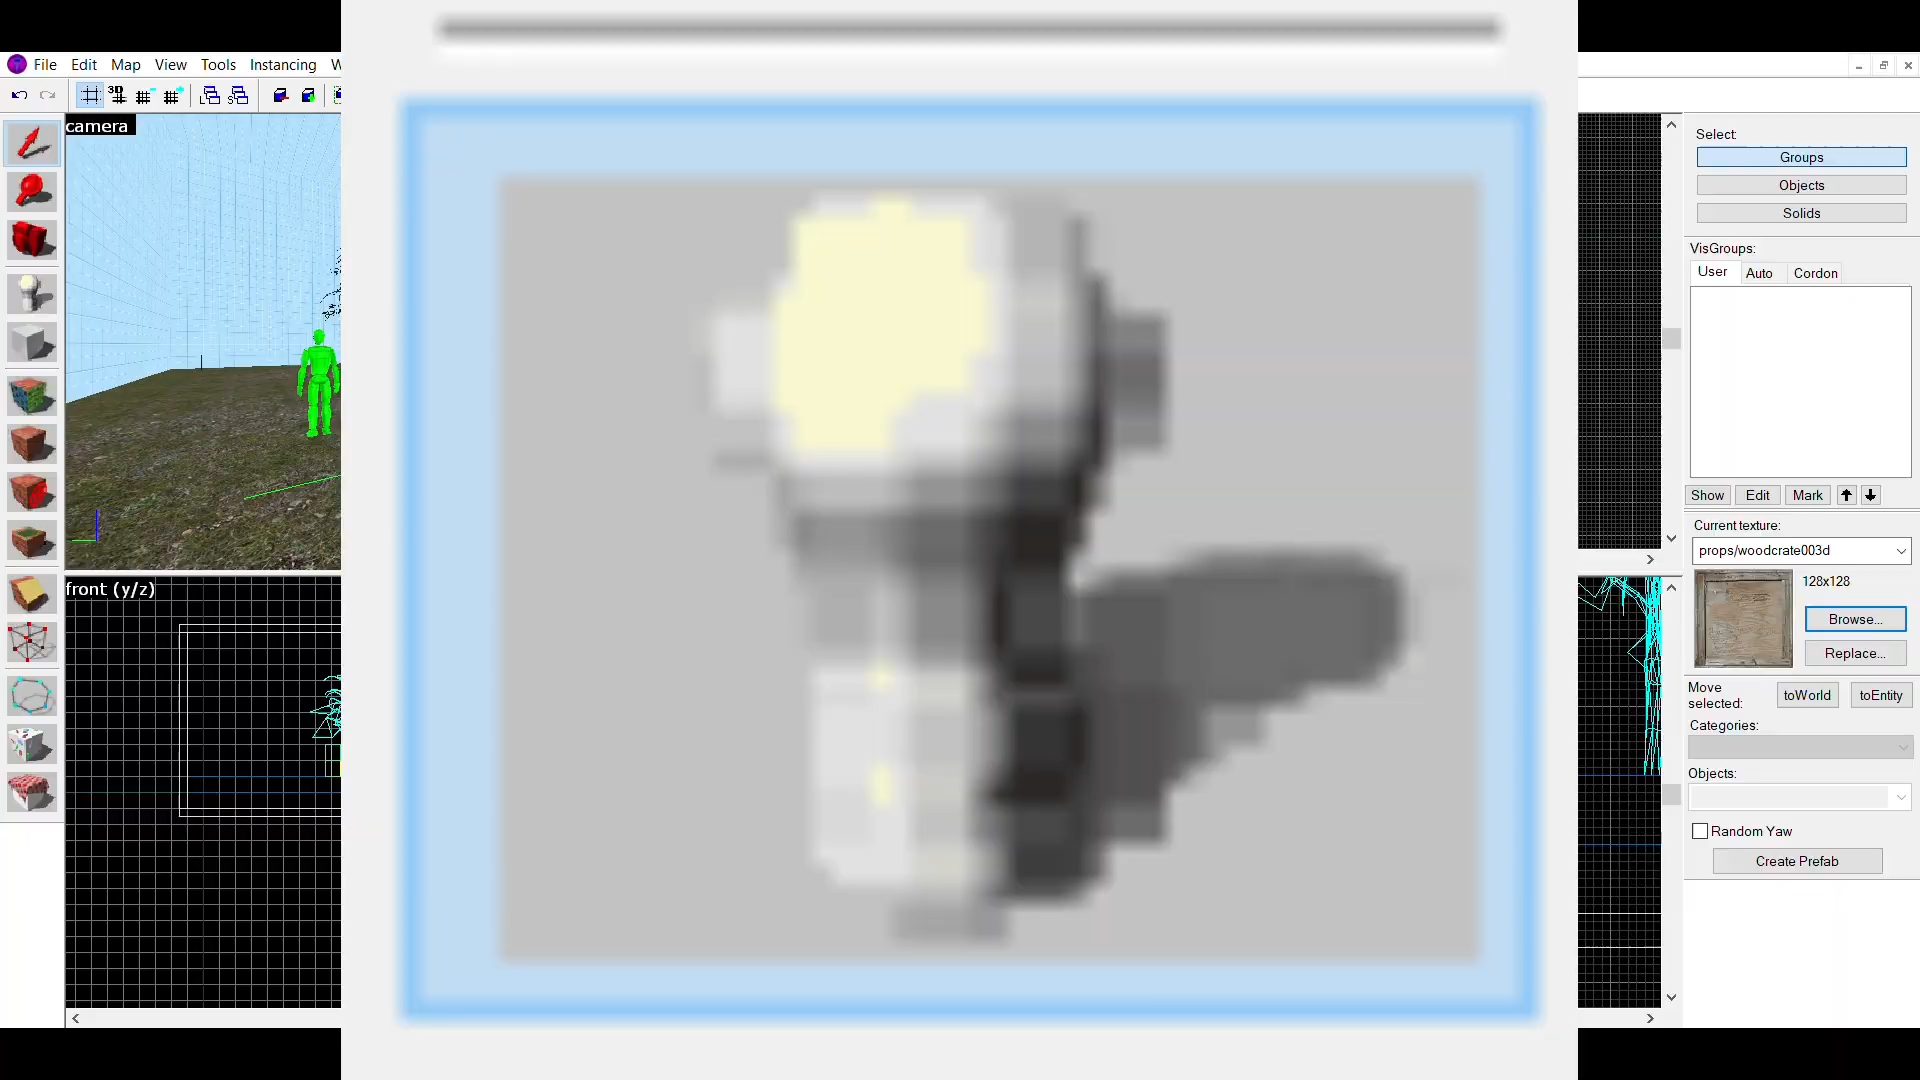 File Edit Map View Tools Instancing W
camera
front (y/z)
Select:
Groups
Objects
Solids
VisGroups:
User Auto Cordon
Show Edit Mark
Current texture:
props/woodcrate003d
128x128
Browse...
Replace...
Move selected:
toWorld toEntity
Categories:
Objects:
Random Yaw
Create Prefab